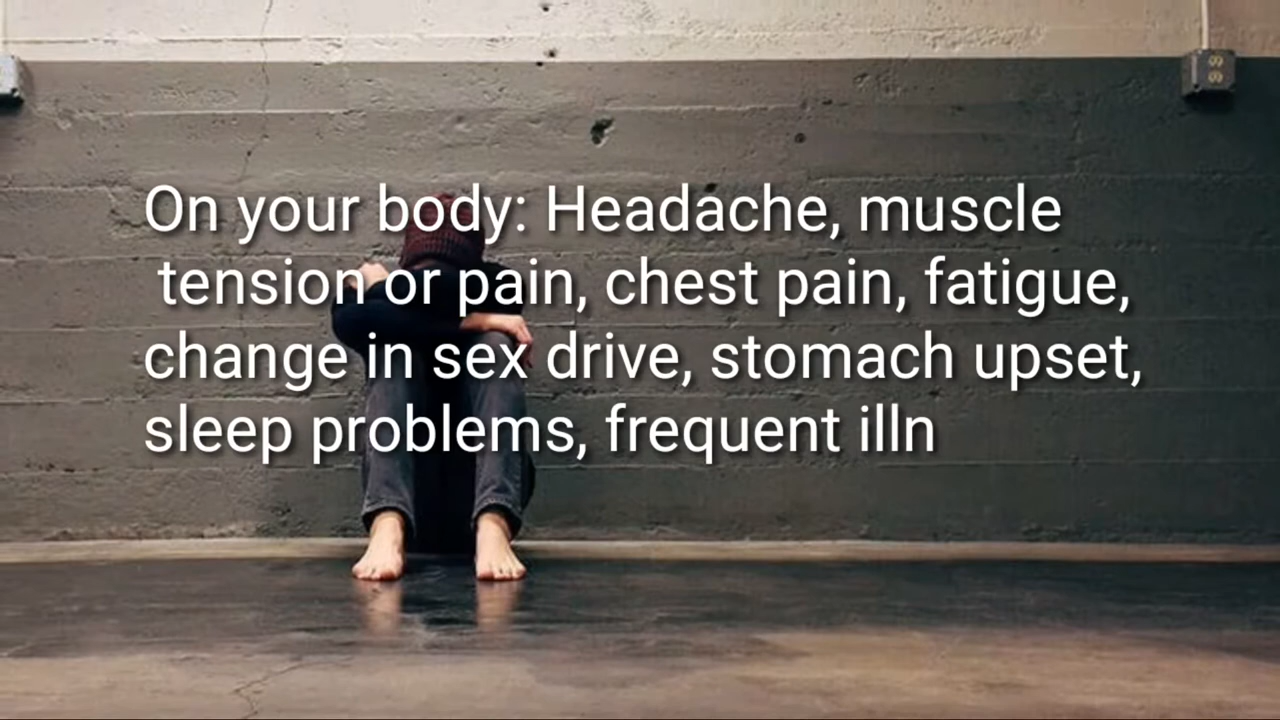 On your body: Headache, muscle
tension or pain, chest pain, fatigue,
change in sex drive, stomach upset,
sleep problems, frequent illn